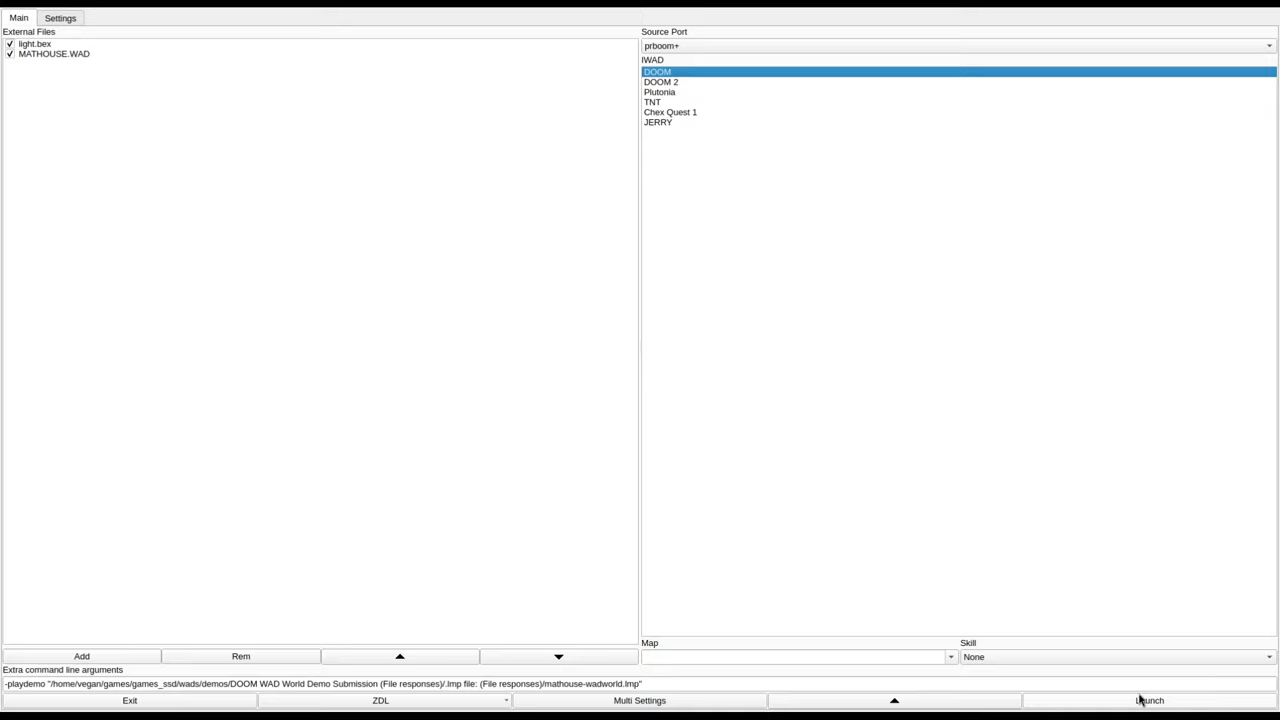 Main Settings
External Files
light.bex
MATHOUSE.WAD
Source Port
prboom+
IWAD
DOOM
DOOM 2
Plutonia
TNT
Chex Quest 1
JERRY
Add Rem
Map Skill
None
Extra command line arguments
-playdemo "/home/vegan/games/games_ssd/wads/demos/DOOM WAD World Demo Submission (File responses)/.lmp file: (File responses)/mathouse-wadworld.lmp"
Exit ZDL Multi Settings Launch